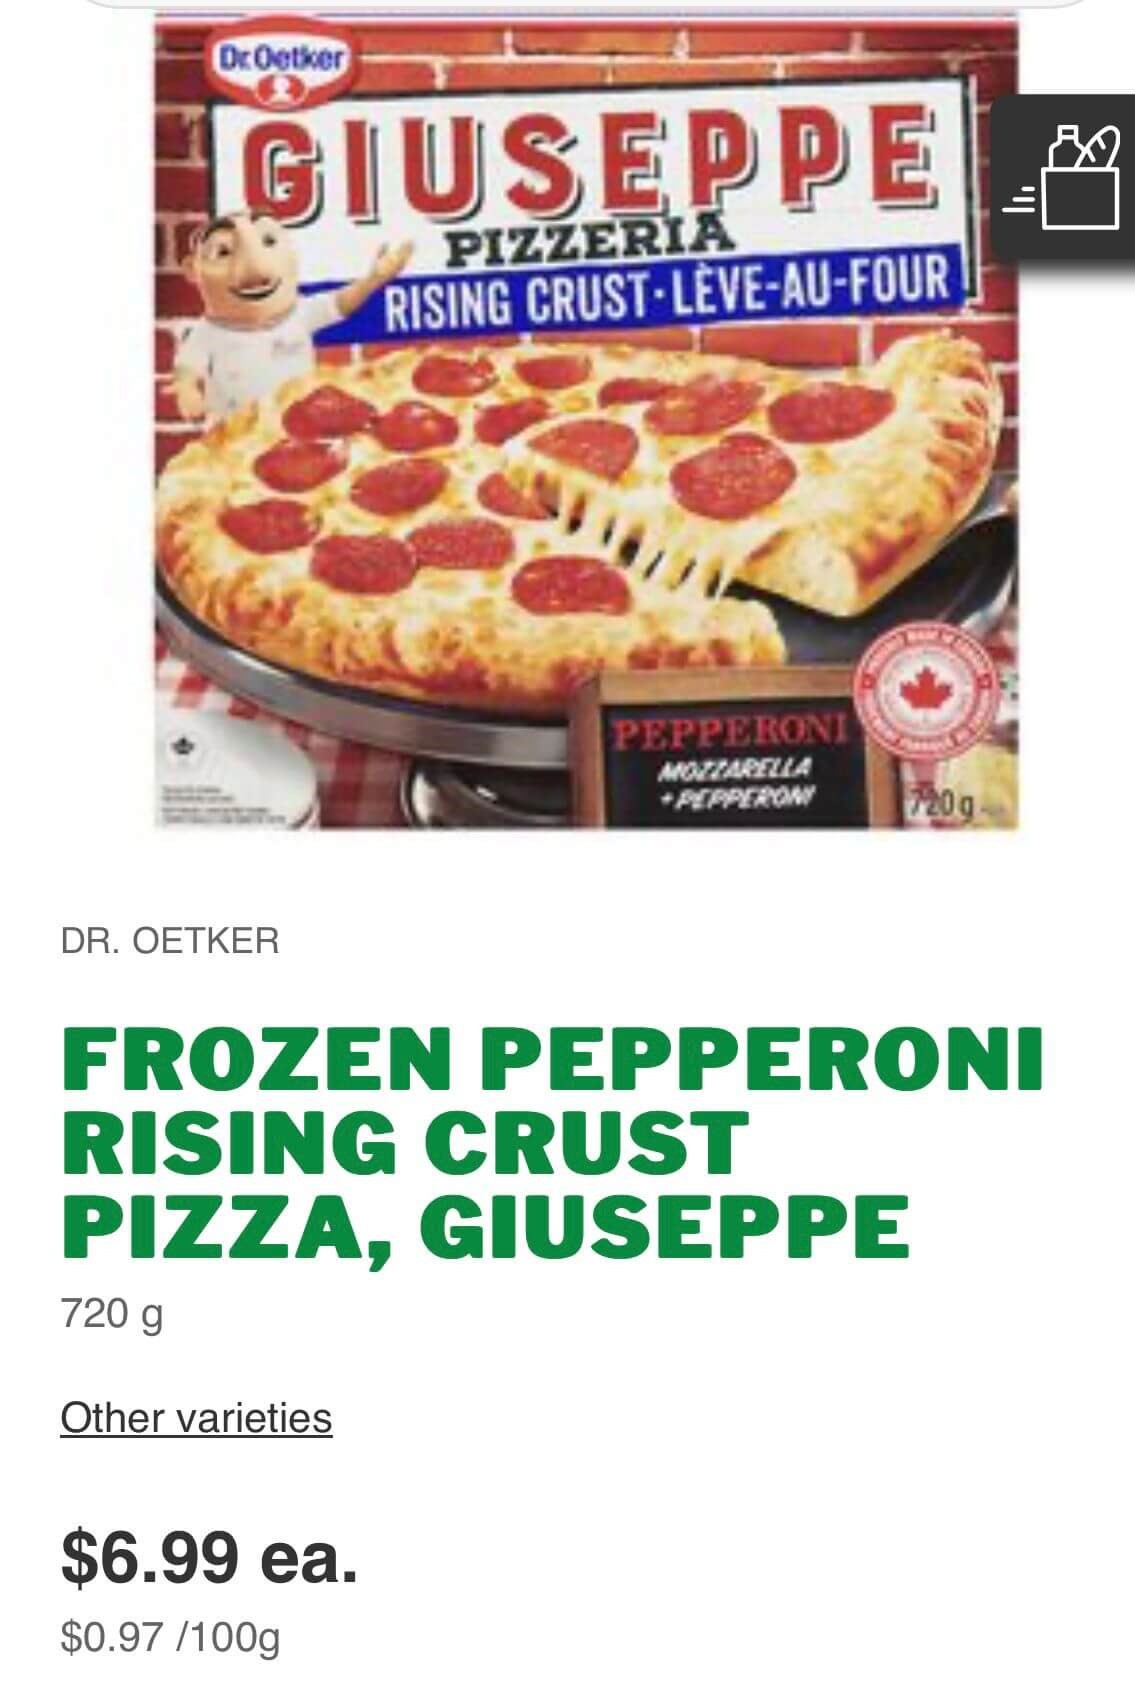 Dr. Oetker
GIUSEPPE
PIZZERIA
RISING CRUST · LÈVE-AU-FOUR
PEPPERONI
MOZZARELLA
+ PEPPERONI
720 g
DR. OETKER
FROZEN PEPPERONI
RISING CRUST
PIZZA, GIUSEPPE
720 g
Other varieties
$6.99 ea.
$0.97 /100g